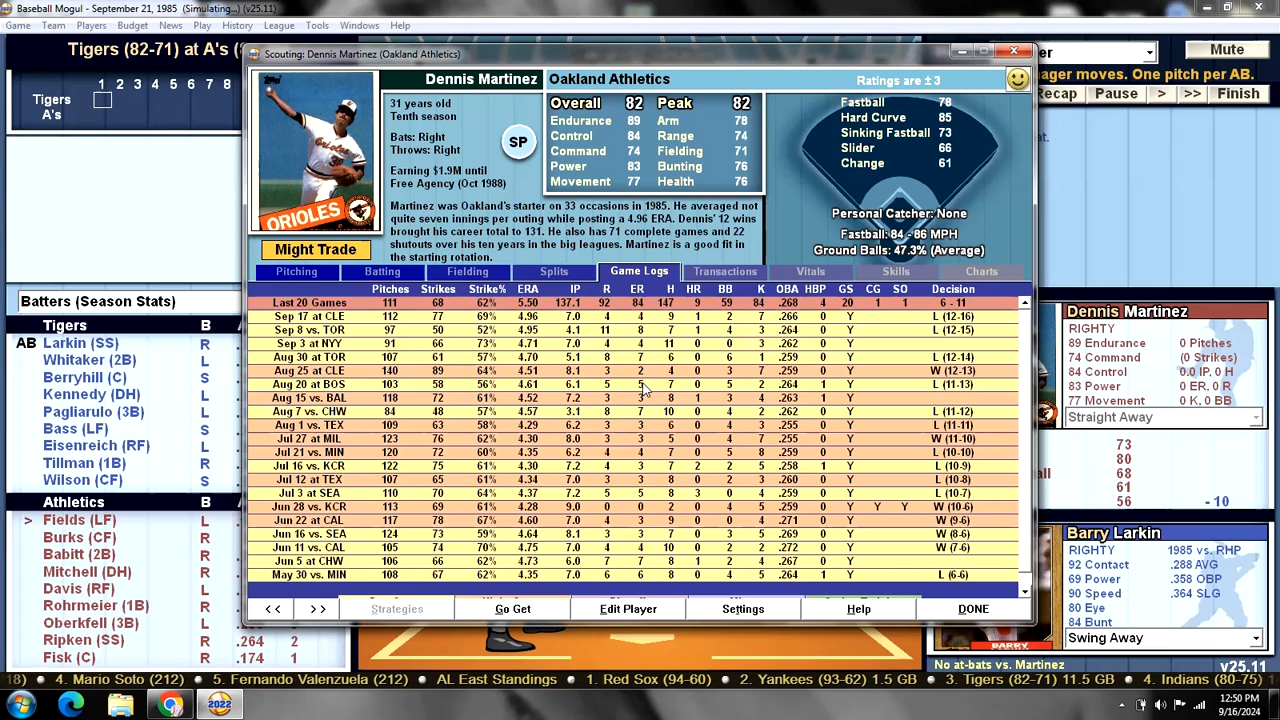 Baseball Mogul - September 21, 1985 (Simulating...) (v25.11)
Game Team Players Budget News Play History League Tools Windows Help
Tigers (82-71) at A's (
1 2 3 4 5 6 7 8
Tigers
A's
Mute
nager moves. One pitch per AB.
Recap Pause > >> Finish
Scouting: Dennis Martinez (Oakland Athletics)
Dennis Martinez Oakland Athletics Ratings are ± 3
31 years old
Tenth season
Bats: Right
Throws: Right
Earning $1.9M until
Free Agency (Oct 1988)
SP
ORIOLES
Might Trade
Overall 82 Peak 82
Endurance 89 Arm 78
Control 84 Range 74
Command 74 Fielding 71
Power 83 Bunting 76
Movement 77 Health 76
Fastball 78
Hard Curve 85
Sinking Fastball 73
Slider 66
Change 61
Personal Catcher: None
Fastball: 84 - 86 MPH
Ground Balls: 47.3% (Average)
Martinez was Oakland's starter on 33 occasions in 1985. He averaged not
quite seven innings per outing while posting a 4.96 ERA. Dennis' 12 wins
brought his career total to 131. He also has 71 complete games and 22
shutouts over his ten years in the big leagues. Martinez is a good fit in
the starting rotation.
Pitching Batting Fielding Splits Game Logs Transactions Vitals Skills Charts
Pitches Strikes Strike% ERA IP R ER H HR BB K OBA HBP GS CG SO Decision
Last 20 Games 111 68 62% 5.50 137.1 92 84 147 9 59 84 .268 4 20 1 1 6 - 11
Sep 17 at CLE 112 77 69% 4.96 7.0 4 4 9 1 2 7 .266 0 Y L (12-16)
Sep 8 vs. TOR 97 50 52% 4.95 4.1 11 8 7 1 4 3 .264 0 Y L (12-15)
Sep 3 at NYY 91 66 73% 4.71 7.0 4 4 11 0 0 3 .262 0 Y
Aug 30 at TOR 107 61 57% 4.70 5.1 8 7 6 0 6 1 .259 0 Y L (12-14)
Aug 25 at CLE 140 89 64% 4.51 8.1 3 2 4 0 4 7 .259 0 Y W (12-13)
Aug 20 at BOS 103 58 56% 4.61 6.1 5 5 7 0 5 2 .264 1 Y L (11-13)
Aug 15 vs. BAL 118 72 61% 4.52 7.2 3 3 8 1 3 4 .263 1 Y
Aug 7 vs. CHW 84 48 57% 4.57 3.1 8 7 10 0 4 2 .262 0 Y L (11-12)
Aug 1 vs. TEX 109 63 58% 4.29 6.2 3 3 6 0 4 3 .255 0 Y L (11-11)
Jul 27 at MIL 123 76 62% 4.30 8.0 3 3 5 0 4 7 .255 0 Y W (11-10)
Jul 21 vs. MIN 120 72 60% 4.35 6.2 4 4 7 0 5 8 .259 0 Y L (10-10)
Jul 16 vs. KCR 122 75 61% 4.30 7.2 4 3 7 2 2 5 .258 1 Y L (10-9)
Jul 12 at TEX 107 65 61% 4.34 7.0 3 3 8 0 2 3 .260 0 Y L (10-8)
Jul 3 at SEA 110 70 64% 4.37 7.2 5 5 8 3 0 4 .259 0 Y L (10-7)
Jun 28 vs. KCR 113 69 61% 4.28 9.0 0 0 2 0 4 5 .259 0 Y Y Y W (10-6)
Jun 22 at CAL 117 78 67% 4.60 7.0 4 3 9 0 0 4 .271 0 Y W (9-6)
Jun 16 vs. SEA 124 73 59% 4.64 8.1 3 3 7 0 3 5 .269 0 Y W (8-6)
Jun 11 vs. CAL 105 74 70% 4.75 7.0 4 4 10 0 2 2 .272 0 Y W (7-6)
Jun 5 at CHW 106 66 62% 4.73 6.0 7 7 8 1 2 4 .264 0 Y
May 30 vs. MIN 108 67 62% 4.35 7.0 6 6 8 0 4 5 .264 1 Y L (6-6)
<< >> Strategies Go Get Edit Player Settings Help DONE
Batters (Season Stats)
Tigers B
AB Larkin (SS) R
Whitaker (2B) L
Berryhill (C) S
Kennedy (DH) L
Pagliarulo (3B) L
Bass (LF) L
Eisenreich (RF) L
Tillman (1B) R
Wilson (CF) S
Athletics B
> Fields (LF) L
Burks (CF) R
Babitt (2B) R
Mitchell (DH) R
Davis (RF) R
Rohrmeier (1B) R
Oberkfell (3B) L
Ripken (SS) R .264 2
Fisk (C) R .174 1
Dennis Martinez
RIGHTY
89 Endurance 0 Pitches
74 Command (0 Strikes)
84 Control 0.0 IP, 0 H
83 Power 0 ER, 0 R
77 Movement 0 K, 0 BB
Straight Away
73
80
68
61
56 - 10
Barry Larkin
RIGHTY 1985 vs. RHP
92 Contact .288 AVG
69 Power .358 OBP
90 Speed .364 SLG
80 Eye
84 Bunt
BARRY
Swing Away
No at-bats vs. Martinez v25.11
18) • 4. Mario Soto (212) • 5. Fernando Valenzuela (212) • AL East Standings • 1. Red Sox (94-60) • 2. Yankees (93-62) 1.5 GB • 3. Tigers (82-71) 11.5 GB • 4. Indians (80-75) 14
2022
12:50 PM
9/16/2024